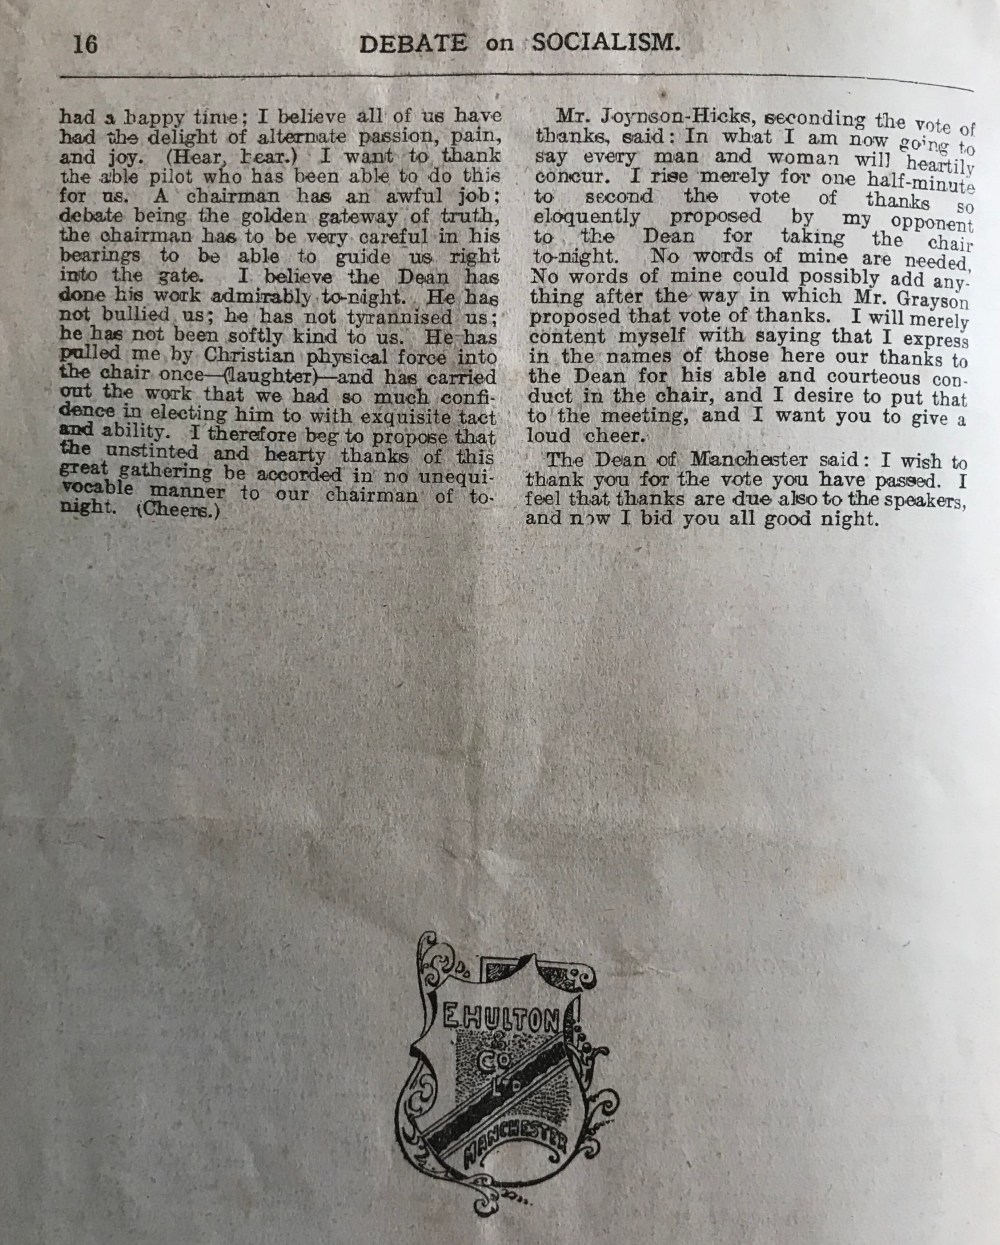 16
DEBATE on SOCIALISM.
had a happy time; I believe all of us have
had the delight of alternate passion, pain,
and joy. (Hear, hear.) I want to thank
the able pilot who has been able to do this
for us. A chairman has an awful job;
debate being the golden gateway of truth,
the chairman has to be very careful in his
bearings to be able to guide us right
into the gate. I believe the Dean has
done his work admirably to-night. He has
not bullied us; he has not tyrannised us;
he has not been softly kind to us. He has
pulled me by Christian physical force into
the chair once—(laughter)—and has carried
out the work that we had so much confi-
dence in electing him to with exquisite tact
and ability. I therefore beg to propose that
the unstinted and hearty thanks of this
great gathering be accorded in no unequi-
vocable manner to our chairman of to-
night. (Cheers.)
Mr. Joynson-Hicks, seconding the vote of
thanks, said: In what I am now going to
say every man and woman will heartily
concur. I rise merely for one half-minute
to second the vote of thanks so
eloquently proposed by my opponent
to the Dean for taking the chair
to-night. No words of mine are needed.
No words of mine could possibly add any-
thing after the way in which Mr. Grayson
proposed that vote of thanks. I will merely
content myself with saying that I express
in the names of those here our thanks to
the Dean for his able and courteous con-
duct in the chair, and I desire to put that
to the meeting, and I want you to give a
loud cheer.
The Dean of Manchester said: I wish to
thank you for the vote you have passed. I
feel that thanks are due also to the speakers,
and now I bid you all good night.
E. HULTON
&
Co
LTD
MANCHESTER